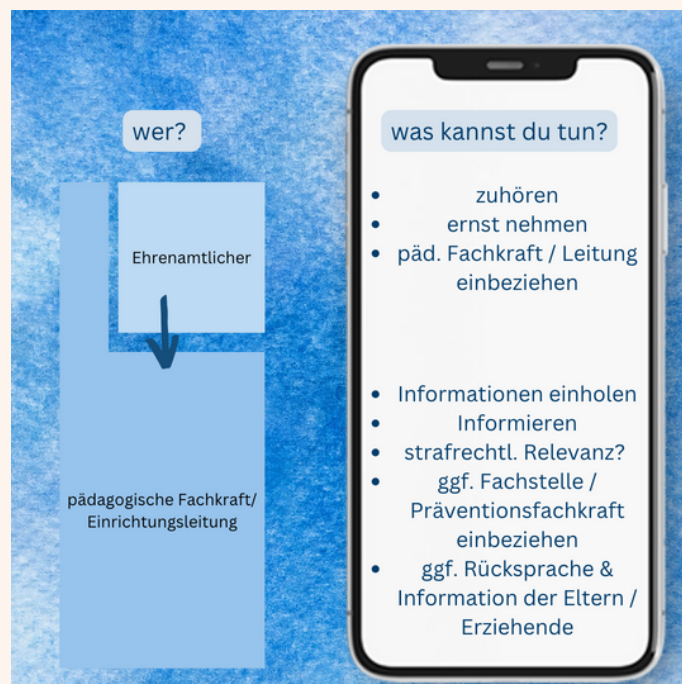 wer?
was kannst du tun?
Ehrenamtlicher
• zuhören
• ernst nehmen
• päd. Fachkraft / Leitung
einbeziehen
pädagogische Fachkraft/
Einrichtungsleitung
• Informationen einholen
• Informieren
• strafrechtl. Relevanz?
• ggf. Fachstelle /
Präventionsfachkraft
einbeziehen
• ggf. Rücksprache &
Information der Eltern /
Erziehende